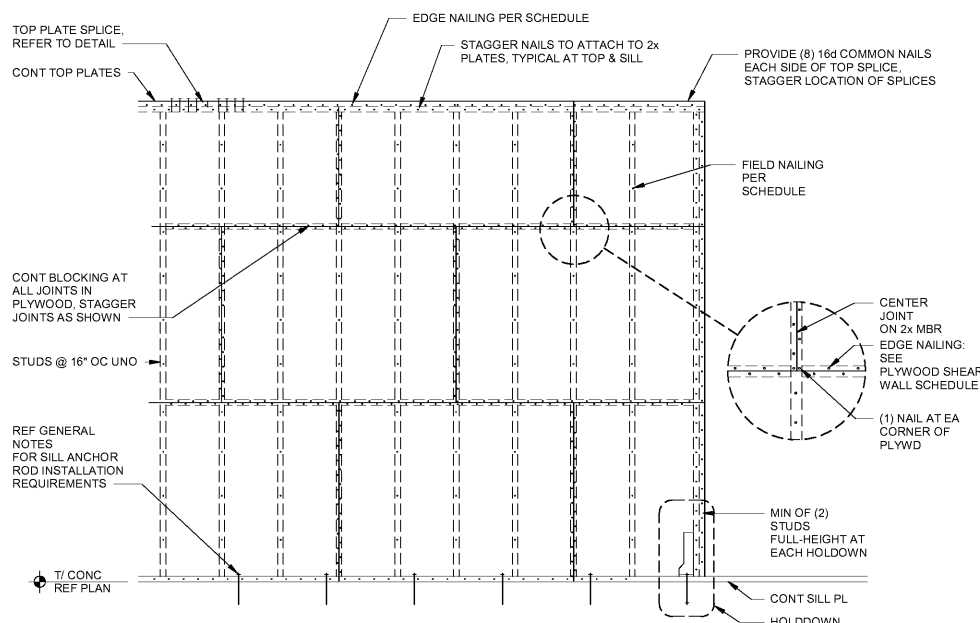 TOP PLATE SPLICE,
REFER TO DETAIL
CONT TOP PLATES
EDGE NAILING PER SCHEDULE
STAGGER NAILS TO ATTACH TO 2x
PLATES, TYPICAL AT TOP & SILL
PROVIDE (8) 16d COMMON NAILS
EACH SIDE OF TOP SPLICE,
STAGGER LOCATION OF SPLICES
FIELD NAILING
PER
SCHEDULE
CONT BLOCKING AT
ALL JOINTS IN
PLYWOOD, STAGGER
JOINTS AS SHOWN
STUDS @ 16" OC UNO
CENTER
JOINT
ON 2x MBR
EDGE NAILING:
SEE
PLYWOOD SHEAR
WALL SCHEDULE
(1) NAIL AT EA
CORNER OF
PLYWD
REF GENERAL
NOTES
FOR SILL ANCHOR
ROD INSTALLATION
REQUIREMENTS
MIN OF (2)
STUDS
FULL-HEIGHT AT
EACH HOLDOWN
T/ CONC
REF PLAN
CONT SILL PL
HOLDDOWN